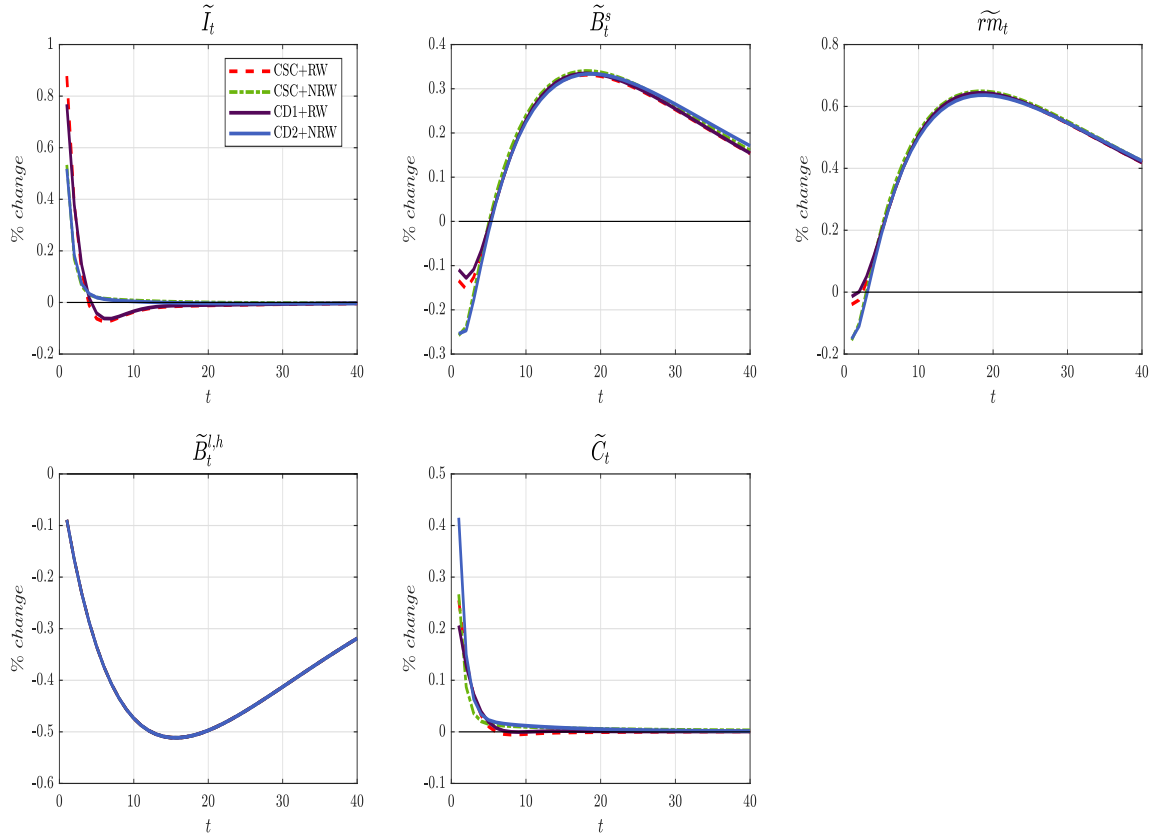 Ĩ_t
% change
1
0.8
0.6
0.4
0.2
0
-0.2
0 10 20 30 40
t
CSC+RW
CSC+NRW
CD1+RW
CD2+NRW
B̃_t^s
% change
0.4
0.3
0.2
0.1
0
-0.1
-0.2
-0.3
0 10 20 30 40
t
r͠m_t
% change
0.8
0.6
0.4
0.2
0
-0.2
0 10 20 30 40
t
B̃_t^{l,h}
% change
0
-0.1
-0.2
-0.3
-0.4
-0.5
-0.6
0 10 20 30 40
t
C̃_t
% change
0.5
0.4
0.3
0.2
0.1
0
-0.1
0 10 20 30 40
t